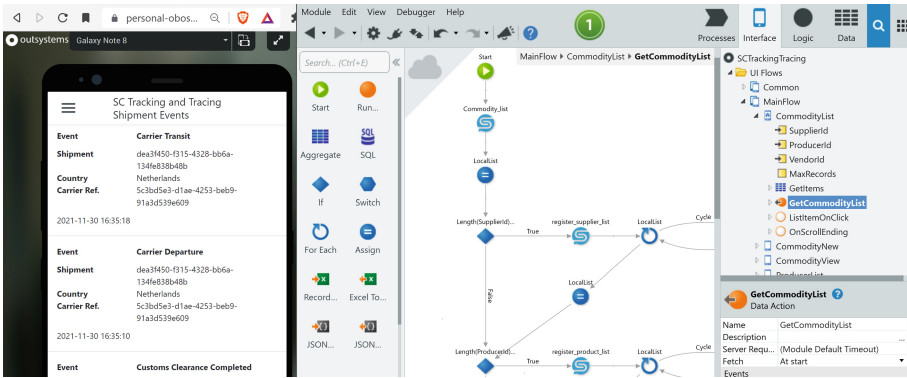 personal-obos...
outsystems Galaxy Note 8
SC Tracking and Tracing
Shipment Events
Event Carrier Transit
Shipment dea3f450-f315-4328-bb6a-
134fe838b48b
Country Netherlands
Carrier Ref. 5c3bd5e3-d1ae-4253-beb9-
91a3d539e609
2021-11-30 16:35:18
Event Carrier Departure
Shipment dea3f450-f315-4328-bb6a-
134fe838b48b
Country Netherlands
Carrier Ref. 5c3bd5e3-d1ae-4253-beb9-
91a3d539e609
2021-11-30 16:35:10
Event Customs Clearance Completed
Module Edit View Debugger Help
1
Processes Interface Logic Data
Search... (Ctrl+E)
Start Run...
Aggregate SQL
SQL
If Switch
For Each Assign
Record... Excel To...
JSON... JSON...
MainFlow CommodityList GetCommodityList
Start
Commodity_list
LocalList
Length(SupplierId)...
True
register_supplier_list
LocalList
Cycle
False
LocalList
Length(ProducerId)...
True
register_product_list
LocalList
Cycle
SCTrackingTracing
UI Flows
Common
MainFlow
CommodityList
SupplierId
ProducerId
VendorId
MaxRecords
GetItems
GetCommodityList
ListItemOnClick
OnScrollEnding
CommodityNew
CommodityView
ProducerList
GetCommodityList
Data Action
Name GetCommodityList
Description ...
Server Requ... (Module Default Timeout)
Fetch At start
Events